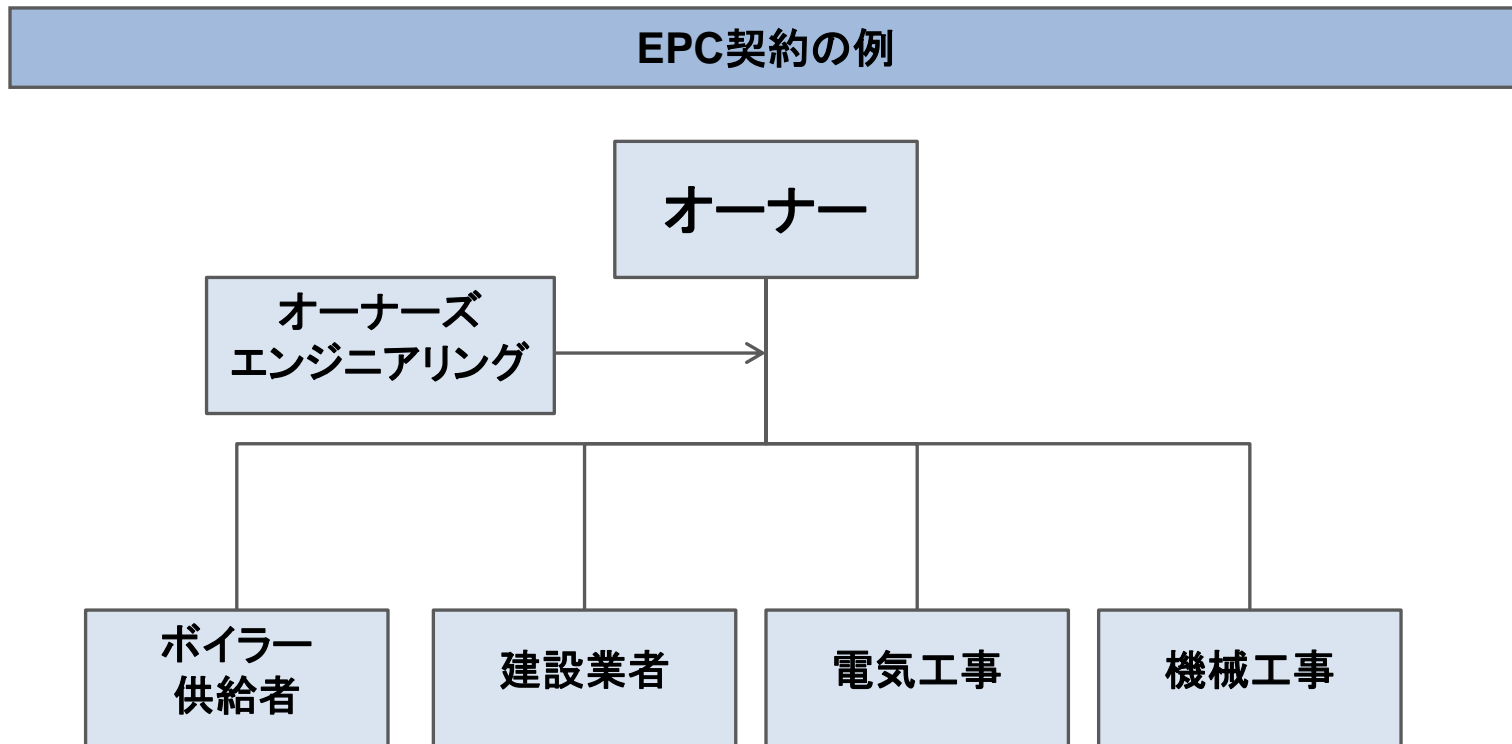 EPC契約の例
オーナー
オーナーズ
エンジニアリング
ボイラー
供給者
建設業者
電気工事
機械工事